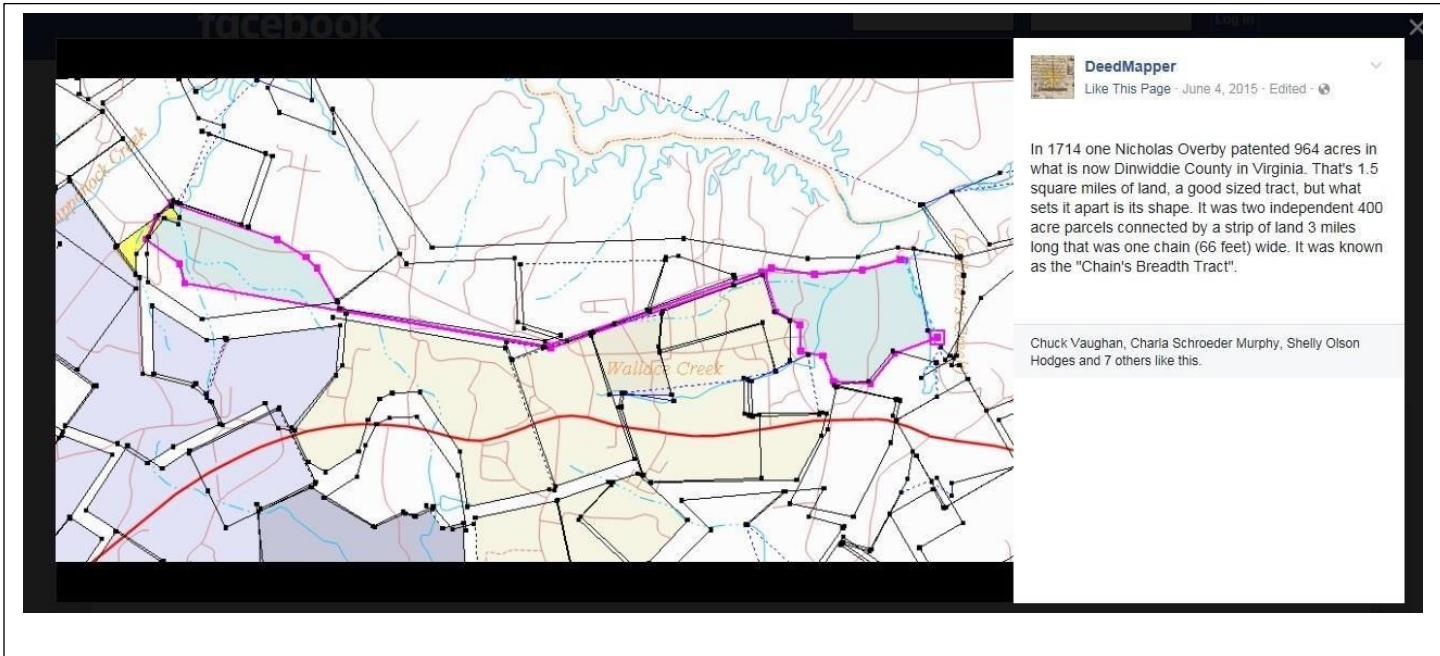 facebook
Log In
DeedMapper
Like This Page · June 4, 2015 · Edited ·
In 1714 one Nicholas Overby patented 964 acres in
what is now Dinwiddie County in Virginia. That's 1.5
square miles of land, a good sized tract, but what
sets it apart is its shape. It was two independent 400
acre parcels connected by a strip of land 3 miles
long that was one chain (66 feet) wide. It was known
as the "Chain's Breadth Tract".
Chuck Vaughan, Charla Schroeder Murphy, Shelly Olson
Hodges and 7 others like this.
Creek
Wallace Creek